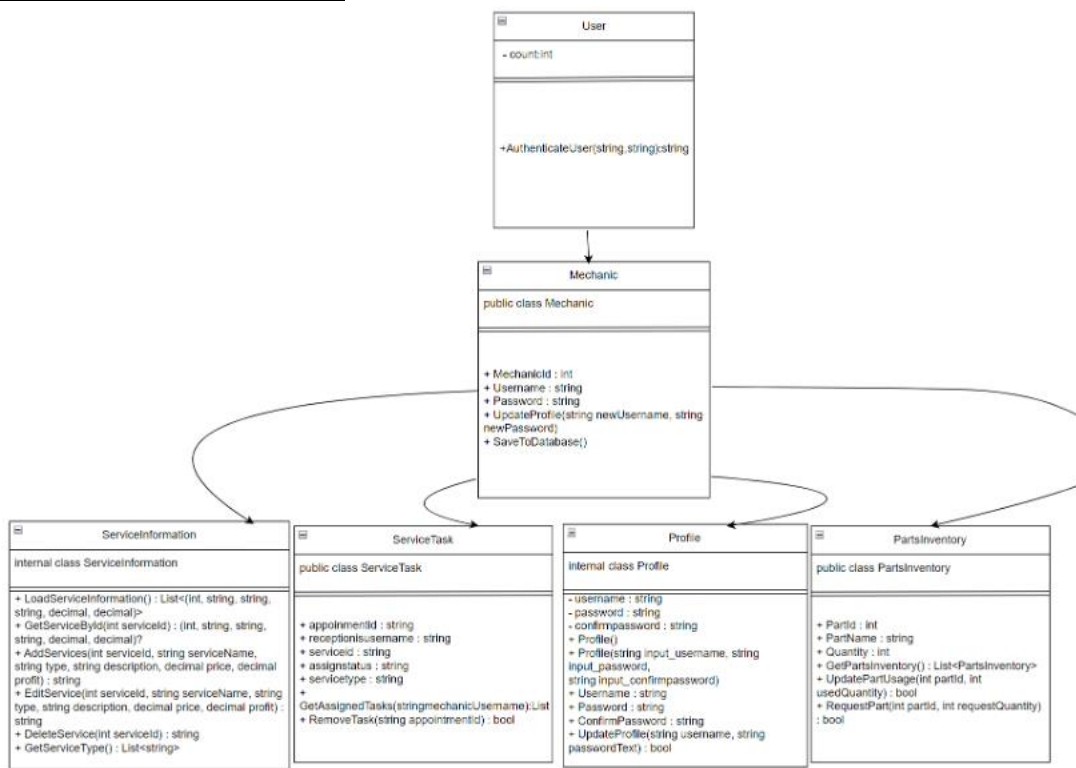 User
- count:int
+AuthenticateUser(string,string):string
Mechanic
public class Mechanic
+ MechanicId : int
+ Username : string
+ Password : string
+ UpdateProfile(string newUsername, string
newPassword)
+ SaveToDatabase()
ServiceInformation
internal class ServiceInformation
+ LoadServiceInformation() : List<(int, string, string,
string, decimal, decimal)>
+ GetServiceById(int serviceId) : (int, string, string,
string, decimal, decimal)?
+ AddServices(int serviceId, string serviceName,
string type, string description, decimal price, decimal
profit) : string
+ EditService(int serviceId, string serviceName, string
type, string description, decimal price, decimal profit) :
string
+ DeleteService(int serviceId) : string
+ GetServiceType() : List<string>
ServiceTask
public class ServiceTask
+ appoinmentId : string
+ receptionisusername : string
+ serviceid : string
+ assignstatus : string
+ servicetype : string
+
GetAssignedTasks(stringmechanicUsername):List
+ RemoveTask(string appointmentId) : bool
Profile
internal class Profile
- username : string
- password : string
- confirmpassword : string
+ Profile()
+ Profile(string input_username, string
input_password,
string input_confirmpassword)
+ Username : string
+ Password : string
+ ConfirmPassword : string
+ UpdateProfile(string username, string
passwordText) : bool
PartsInventory
public class PartsInventory
+ PartId : int
+ PartName : string
+ Quantity : int
+ GetPartsInventory() : List<PartsInventory>
+ UpdatePartUsage(int partId, int
usedQuantity) : bool
+ RequestPart(int partId, int requestQuantity)
: bool